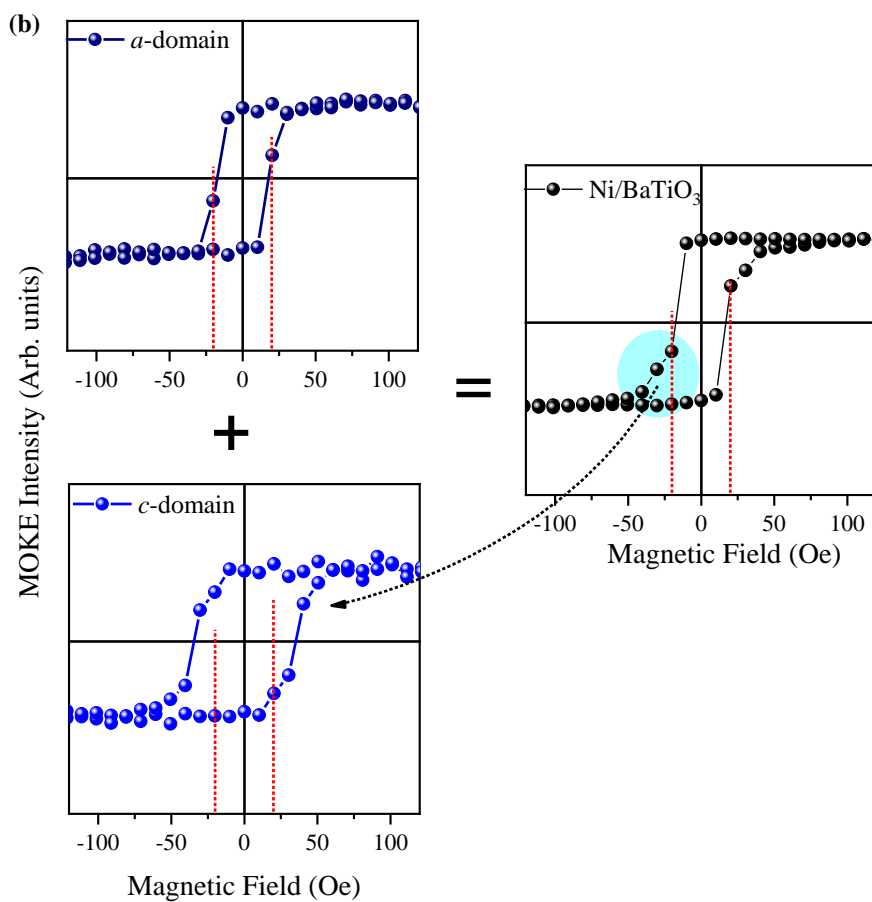 (b)
a-domain
-100 -50 0 50 100
+
c-domain
-100 -50 0 50 100
Magnetic Field (Oe)
MOKE Intensity (Arb. units)
=
Ni/BaTiO₃
-100 -50 0 50 100
Magnetic Field (Oe)